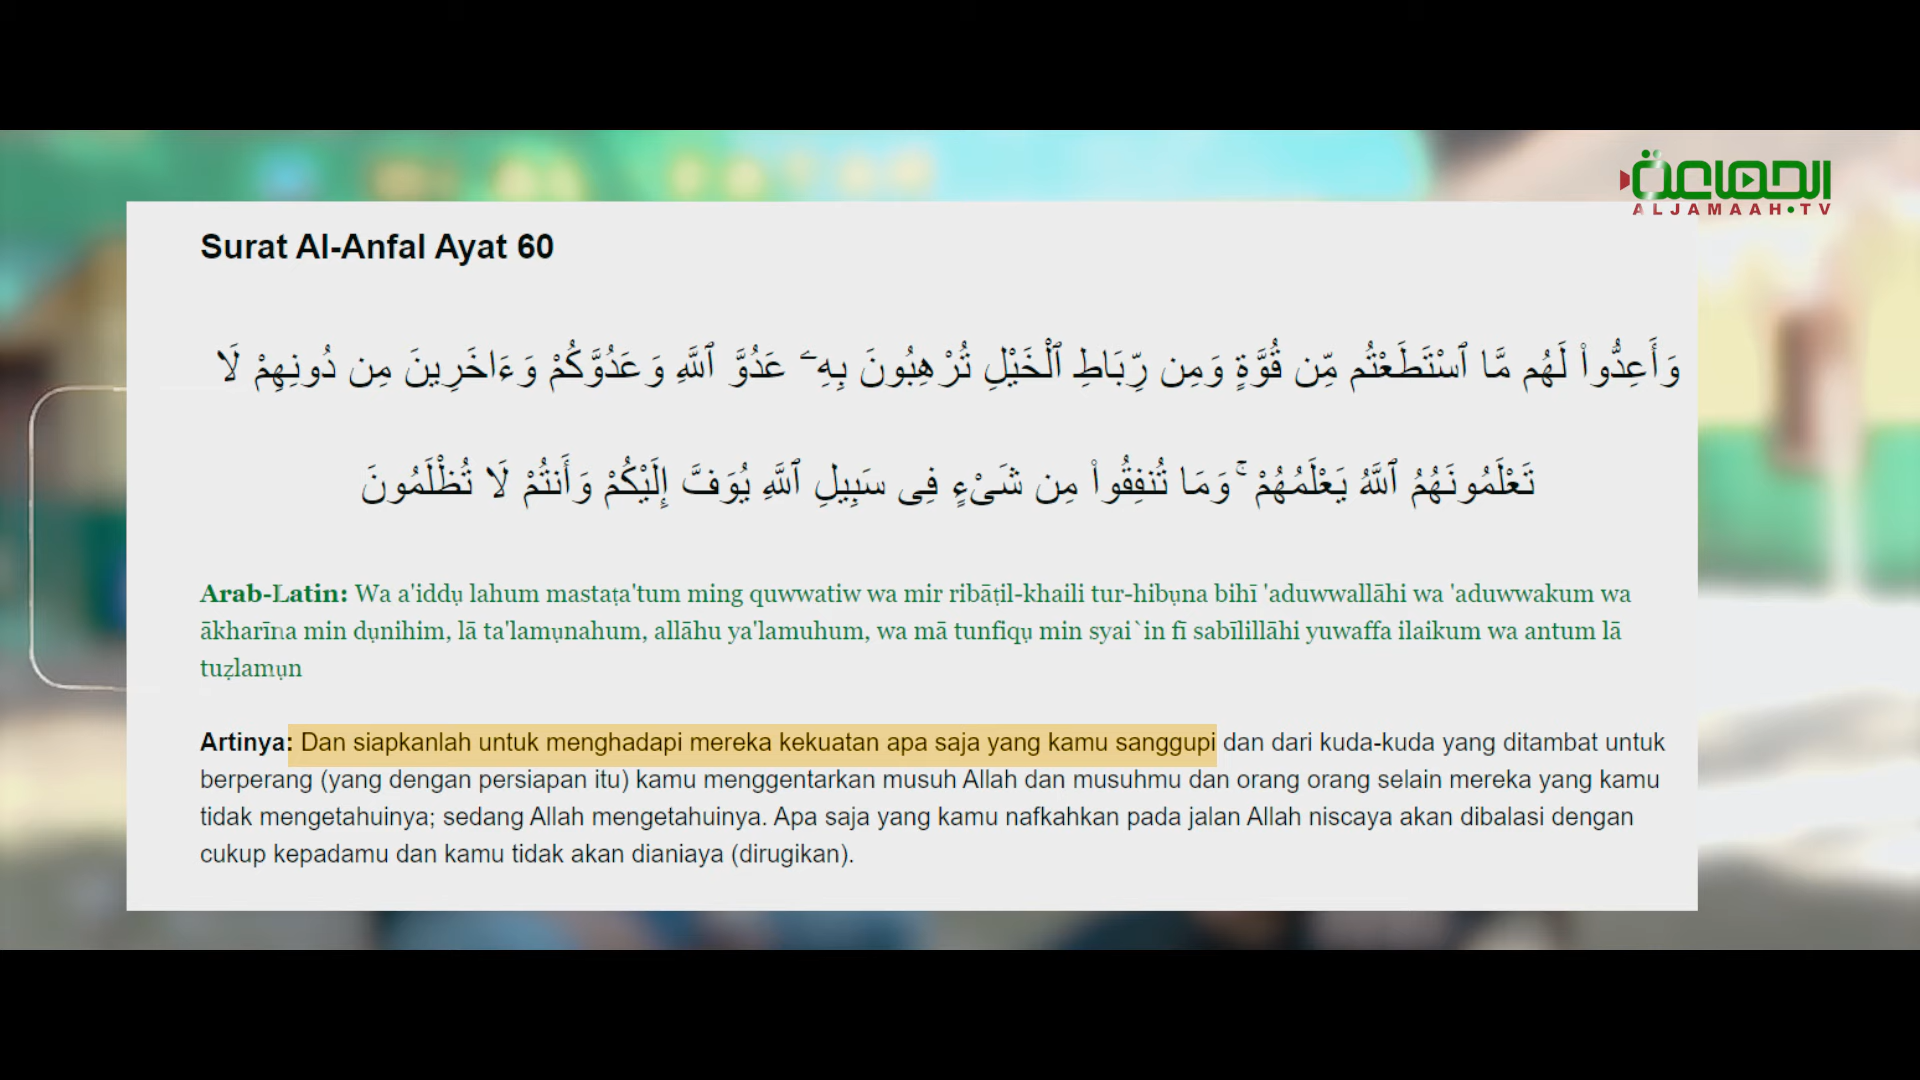 الجماعة
ALJAMAAH•TV
Surat Al-Anfal Ayat 60
وَأَعِدُّوا۟ لَهُم مَّا ٱسْتَطَعْتُم مِّن قُوَّةٍ وَمِن رِّبَاطِ ٱلْخَيْلِ تُرْهِبُونَ بِهِۦ عَدُوَّ ٱللَّهِ وَعَدُوَّكُمْ وَءَاخَرِينَ مِن دُونِهِمْ لَا
تَعْلَمُونَهُمُ ٱللَّهُ يَعْلَمُهُمْ ۚ وَمَا تُنفِقُوا۟ مِن شَىْءٍ فِى سَبِيلِ ٱللَّهِ يُوَفَّ إِلَيْكُمْ وَأَنتُمْ لَا تُظْلَمُونَ
Arab-Latin: Wa a'iddụ lahum mastaṭa'tum ming quwwatiw wa mir ribāṭil-khaili tur-hibụna bihī 'aduwwallāhi wa 'aduwwakum wa
ākharīna min dụnihim, lā ta'lamụnahum, allāhu ya'lamuhum, wa mā tunfiqụ min syai`in fī sabīlillāhi yuwaffa ilaikum wa antum lā
tuẓlamụn
Artinya: Dan siapkanlah untuk menghadapi mereka kekuatan apa saja yang kamu sanggupi dan dari kuda-kuda yang ditambat untuk
berperang (yang dengan persiapan itu) kamu menggentarkan musuh Allah dan musuhmu dan orang orang selain mereka yang kamu
tidak mengetahuinya; sedang Allah mengetahuinya. Apa saja yang kamu nafkahkan pada jalan Allah niscaya akan dibalasi dengan
cukup kepadamu dan kamu tidak akan dianiaya (dirugikan).